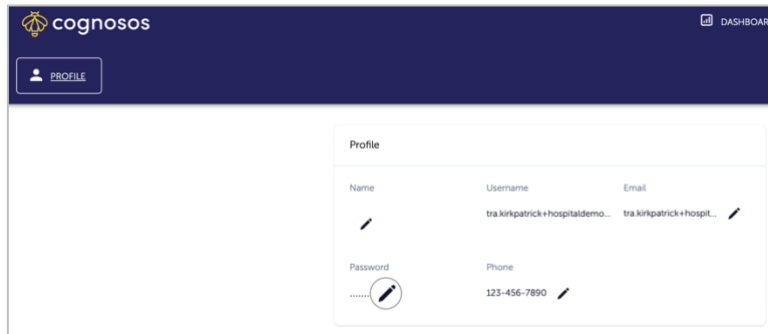 cognosos
DASHBOAR
PROFILE
Profile
Name
Username
Email
tra.kirkpatrick+hospitaldemo...
tra.kirkpatrick+hospit...
Password
Phone
.......
123-456-7890